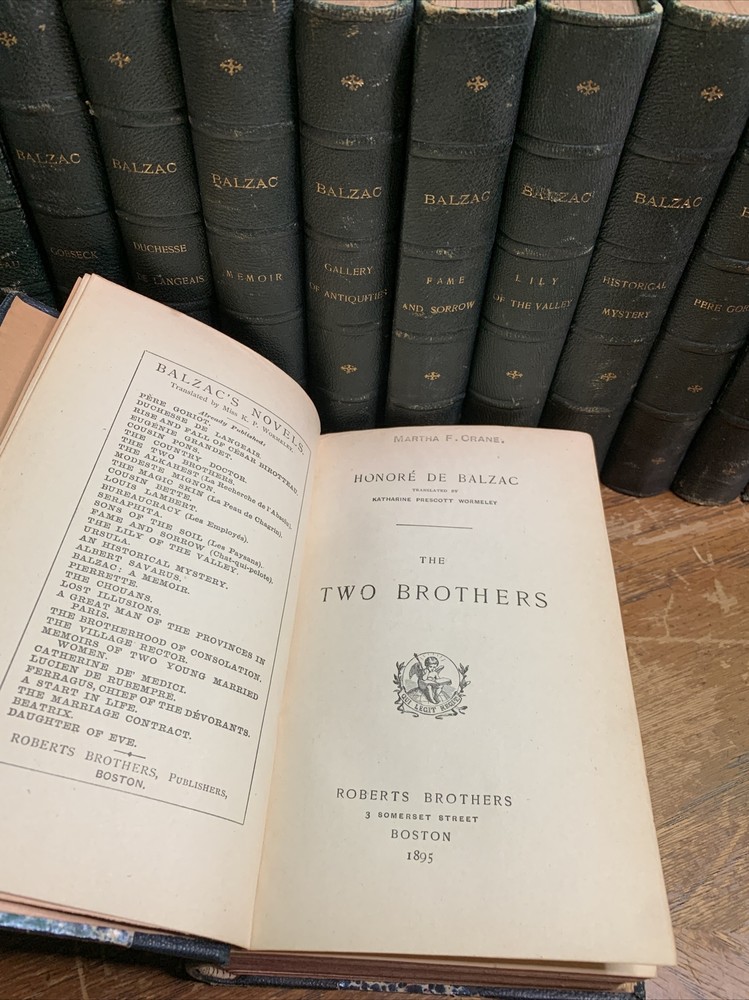 BALZAC
GOBSECK
BALZAC
DUCHESSE
DE LANGEAIS
BALZAC
MEMOIR
BALZAC
GALLERY
OF ANTIQUITIES
BALZAC
FAME
AND SORROW
BALZAC
LILY
OF THE VALLEY
BALZAC
HISTORICAL
MYSTERY
PERE GORIOT
BALZAC'S NOVELS.
Translated by Miss K. P. WORMELEY.
Already Published:
PÈRE GORIOT.
DUCHESSE DE LANGEAIS.
RISE AND FALL OF CÉSAR BIROTTEAU.
EUGÉNIE GRANDET.
COUSIN PONS.
THE COUNTRY DOCTOR.
THE TWO BROTHERS.
THE ALKAHEST (La Recherche de l'Absolu).
MODESTE MIGNON.
THE MAGIC SKIN (La Peau de Chagrin).
COUSIN BETTE.
LOUIS LAMBERT.
BUREAUCRACY (Les Employés).
SERAPHITA.
SONS OF THE SOIL (Les Paysans).
FAME AND SORROW (Chat-qui-pelote).
THE LILY OF THE VALLEY.
URSULA.
AN HISTORICAL MYSTERY.
ALBERT SAVARUS.
BALZAC: A MEMOIR.
PIERRETTE.
THE CHOUANS.
LOST ILLUSIONS.
A GREAT MAN OF THE PROVINCES IN
PARIS.
THE BROTHERHOOD OF CONSOLATION.
THE VILLAGE RECTOR.
MEMOIRS OF TWO YOUNG MARRIED
WOMEN.
CATHERINE DE' MEDICI.
LUCIEN DE RUBEMPRÉ.
FERRAGUS, CHIEF OF THE DÉVORANTS.
A START IN LIFE.
THE MARRIAGE CONTRACT.
BEATRIX.
DAUGHTER OF EVE.
ROBERTS BROTHERS, PUBLISHERS,
BOSTON.
MARTHA F. CRANE.
HONORÉ DE BALZAC
TRANSLATED BY
KATHARINE PRESCOTT WORMELEY
THE
TWO BROTHERS
QUI LEGIT REGIT
ROBERTS BROTHERS
3 SOMERSET STREET
BOSTON
1895